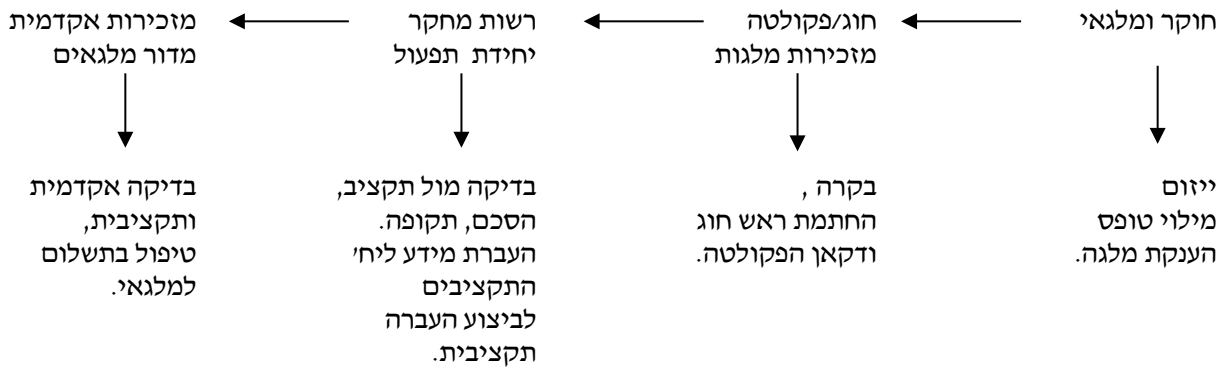 חוקר ומלגאי
חוג/פקולטה
מזכירות מלגות
רשות מחקר
יחידת תפעול
מזכירות אקדמית
מדור מלגאים
ייזום
מילוי טופס
הענקת מלגה.
בקרה ,
החתמת ראש חוג
ודקאן הפקולטה.
בדיקה מול תקציב,
הסכם, תקופה.
העברת מידע ליח׳
התקציבים
לביצוע העברה
תקציבית.
בדיקה אקדמית
ותקציבית,
טיפול בתשלום
למלגאי.